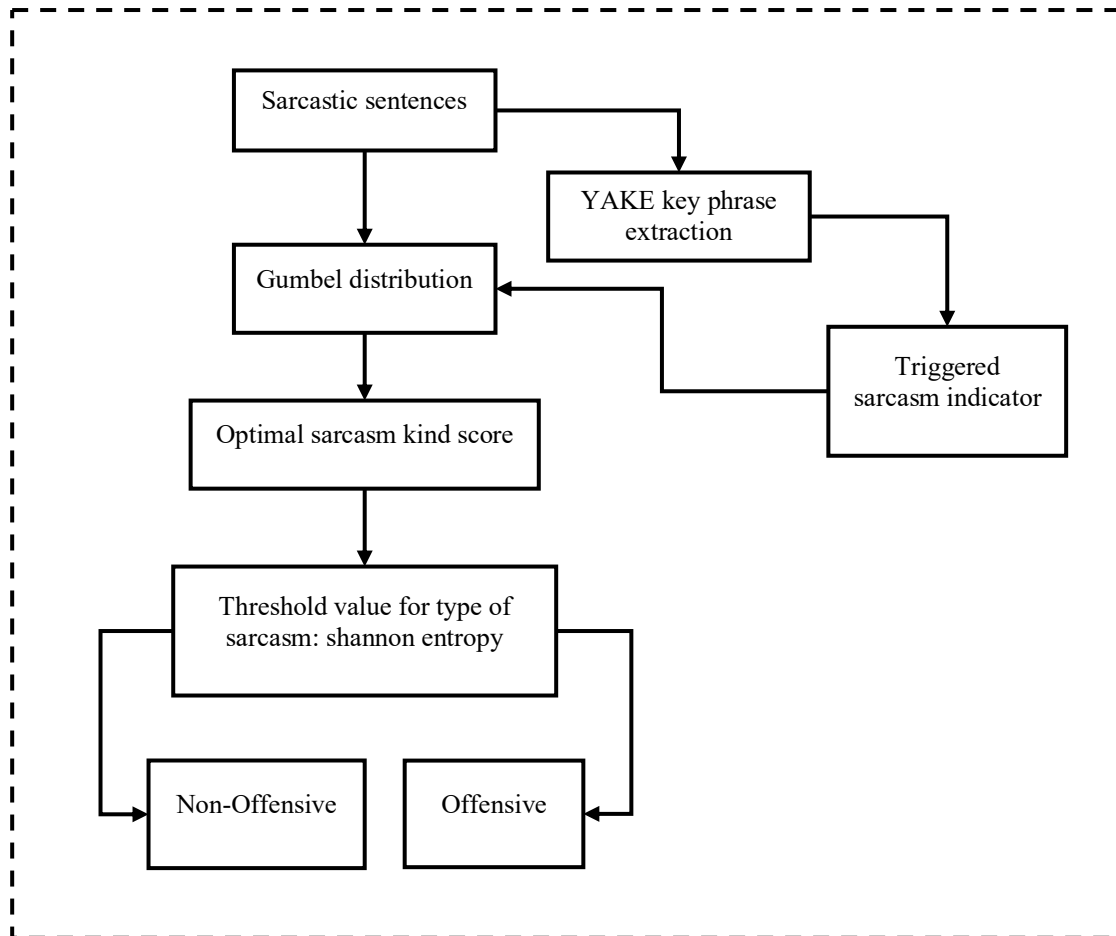 Sarcastic sentences
YAKE key phrase
extraction
Gumbel distribution
Triggered
sarcasm indicator
Optimal sarcasm kind score
Threshold value for type of
sarcasm: shannon entropy
Non-Offensive
Offensive